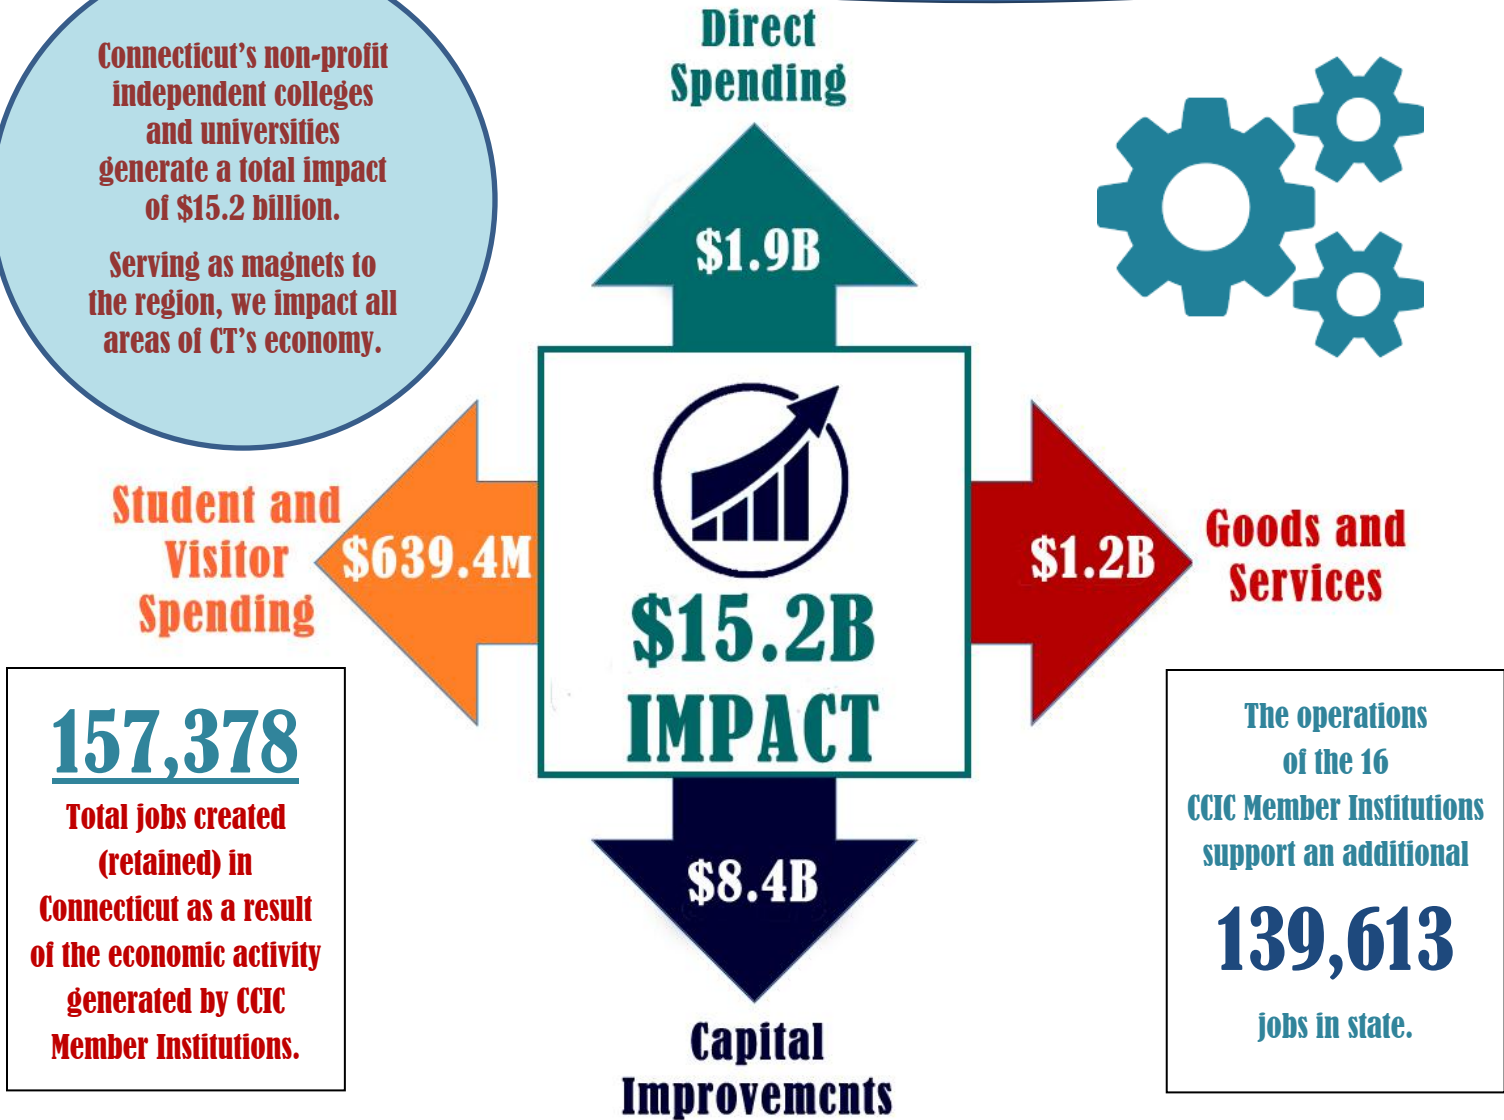 Connecticut's non-profit
independent colleges
and universities
generate a total impact
of $15.2 billion.
Serving as magnets to
the region, we impact all
areas of CT's economy.
Direct
Spending
$1.9B
Student and
Visitor
Spending
$639.4M
$15.2B
IMPACT
$1.2B
Goods and
Services
$8.4B
Capital
Improvements
157,378
Total jobs created
(retained) in
Connecticut as a result
of the economic activity
generated by CCIC
Member Institutions.
The operations
of the 16
CCIC Member Institutions
support an additional
139,613
jobs in state.